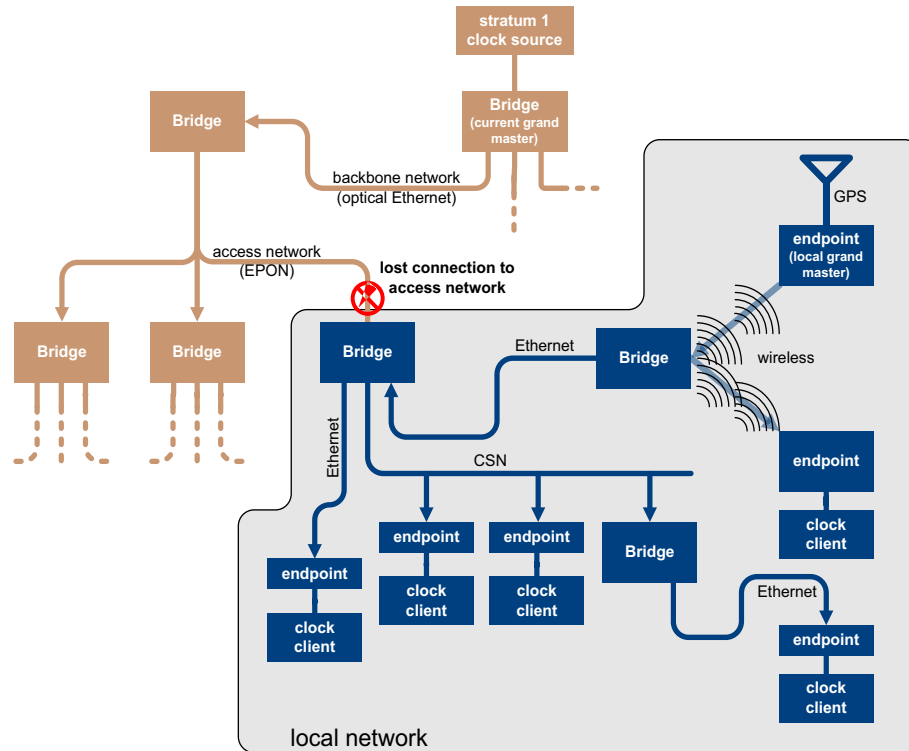 stratum 1
clock source
Bridge
(current grand
master)
Bridge
backbone network
(optical Ethernet)
GPS
endpoint
(local grand
master)
access network
(EPON)
lost connection to
access network
Bridge
Bridge
Bridge
Ethernet
Bridge
wireless
Ethernet
CSN
endpoint
clock
client
endpoint
clock
client
endpoint
clock
client
endpoint
clock
client
Bridge
Ethernet
endpoint
clock
client
local network